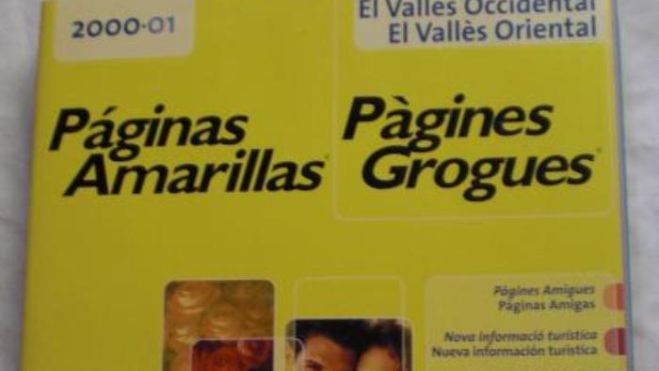 2000-01
El Vallès Occidental
El Vallès Oriental
Páginas
Amarillas®
Pàgines
Grogues®
Pàgines Amigues
Páginas Amigas
Nova informació turística
Nueva información turistica